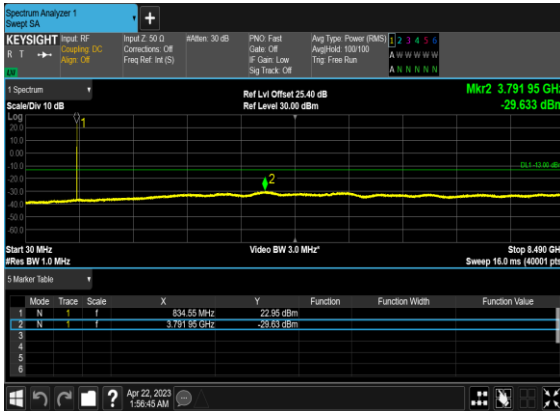 Spectrum Analyzer 1
Swept SA
+
KEYSIGHT Input: RF Input Z: 50 Ω #Atten: 30 dB PNO: Fast Avg Type: Power (RMS) 1 2 3 4 5 6
R T Coupling: DC Corrections: Off Gate: Off Avg|Hold: 100/100 A W W W W W
Align: Off Freq Ref: Int (S) IF Gain: Low Trig: Free Run
Sig Track: Off A N N N N N
1 Spectrum Ref Lvl Offset 25.40 dB Mkr2 3.791 95 GHz
Scale/Div 10 dB Ref Level 30.00 dBm -29.633 dBm
Log
1
20.0
10.0
0.00
-10.0
DL1 -13.00 dBm
-20.0
2
-30.0
-40.0
-50.0
-60.0
Start 30 MHz Video BW 3.0 MHz* Stop 8.490 GHz
#Res BW 1.0 MHz Sweep 16.0 ms (40001 pts)
5 Marker Table
Mode Trace Scale X Y Function Function Width Function Value
1 N 1 f 834.55 MHz 22.95 dBm
2 N 1 f 3.791 95 GHz -29.63 dBm
3
4
5
6
? Apr 22, 2023
1:56:45 AM